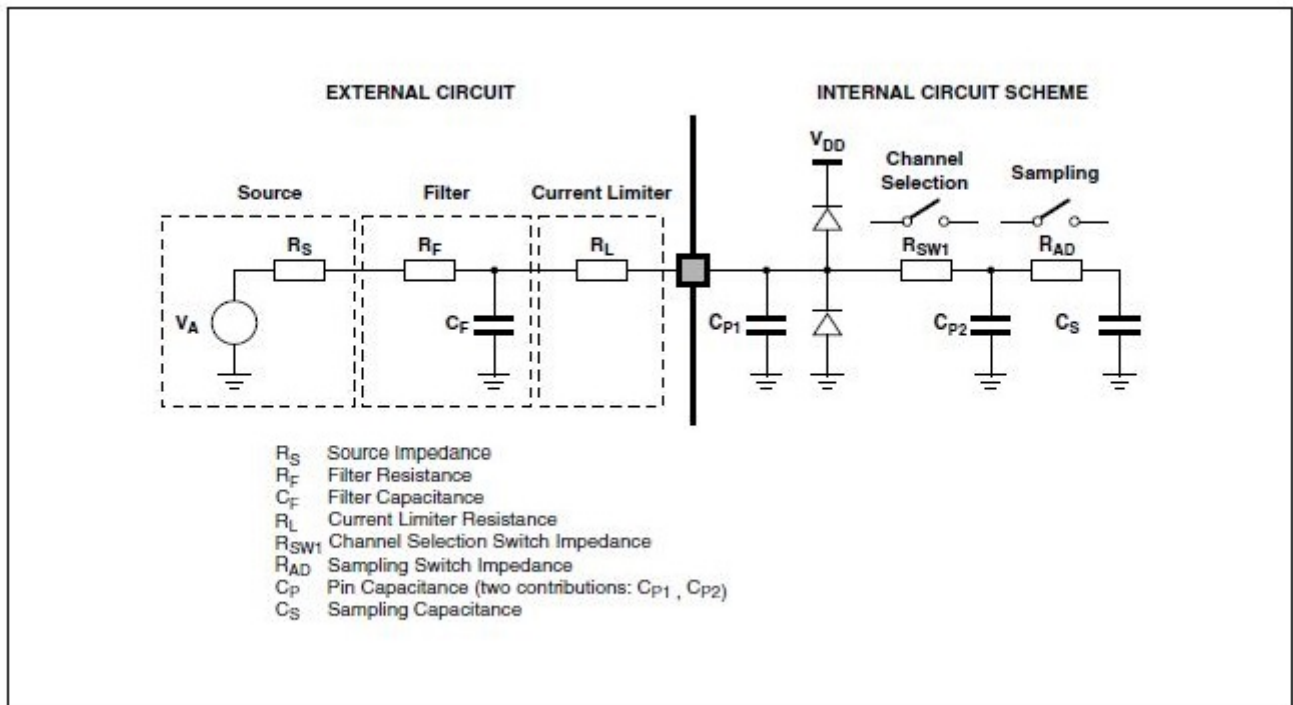 EXTERNAL CIRCUIT
INTERNAL CIRCUIT SCHEME
Source
Filter
Current Limiter
VDD
Channel
Selection
Sampling
RS
RF
RL
RSW1
RAD
VA
CF
CP1
CP2
CS
RS Source Impedance
RF Filter Resistance
CF Filter Capacitance
RL Current Limiter Resistance
RSW1 Channel Selection Switch Impedance
RAD Sampling Switch Impedance
CP Pin Capacitance (two contributions: CP1 , CP2)
CS Sampling Capacitance